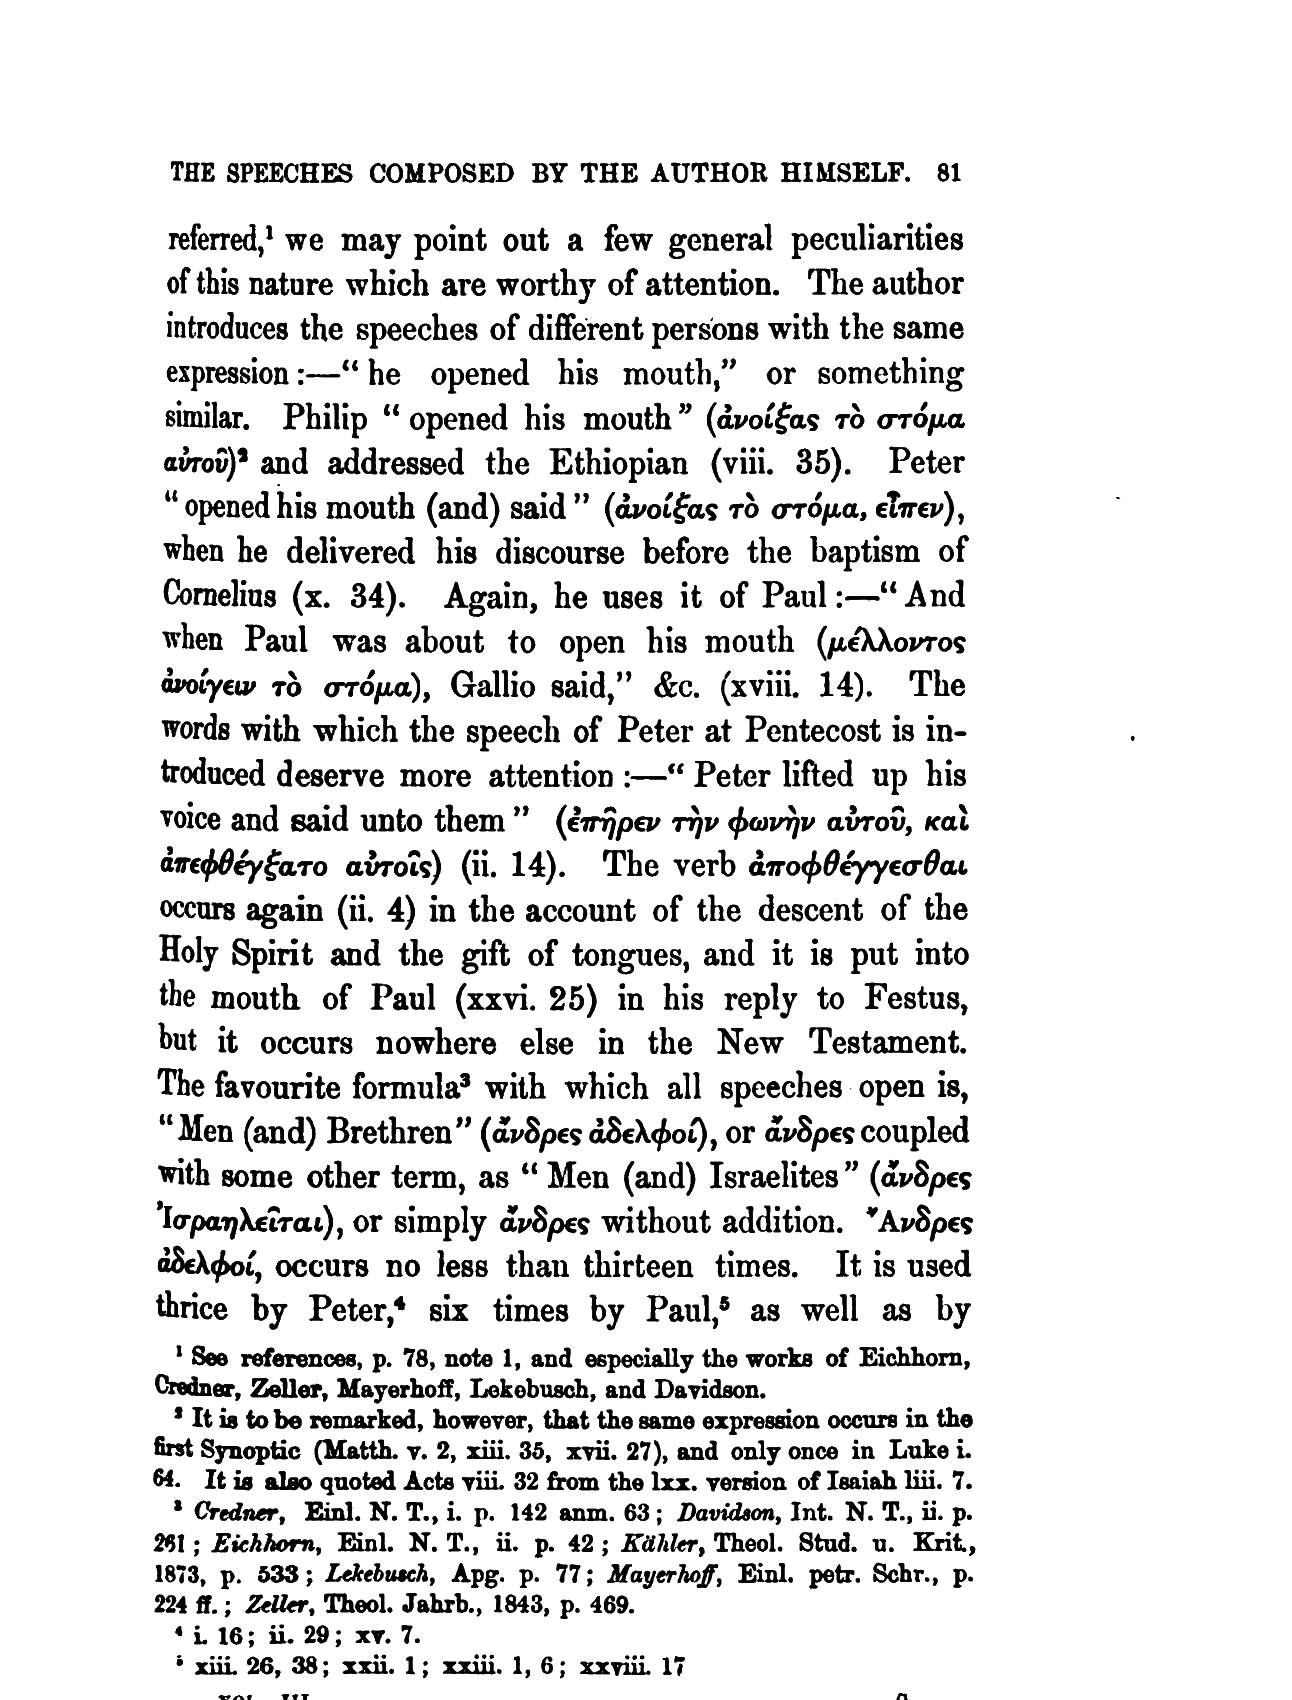 THE SPEECHES COMPOSED BY THE AUTHOR HIMSELF. 81
referred,¹ we may point out a few general peculiarities
of this nature which are worthy of attention. The author
introduces the speeches of different persons with the same
expression :—“ he opened his mouth,” or something
similar. Philip “ opened his mouth ” (ἀνοίξας τὸ στόμα
αὐτοῦ)² and addressed the Ethiopian (viii. 35). Peter
“ opened his mouth (and) said ” (ἀνοίξας τὸ στόμα, εἶπεν),
when he delivered his discourse before the baptism of
Cornelius (x. 34). Again, he uses it of Paul :—“ And
when Paul was about to open his mouth (μέλλοντος
ἀνοίγειν τὸ στόμα), Gallio said,” &c. (xviii. 14). The
words with which the speech of Peter at Pentecost is in-
troduced deserve more attention :—“ Peter lifted up his
voice and said unto them ” (ἐπῆρεν τὴν φωνὴν αὐτοῦ, καὶ
ἀπεφθέγξατο αὐτοῖς) (ii. 14). The verb ἀποφθέγγεσθαι
occurs again (ii. 4) in the account of the descent of the
Holy Spirit and the gift of tongues, and it is put into
the mouth of Paul (xxvi. 25) in his reply to Festus,
but it occurs nowhere else in the New Testament.
The favourite formula³ with which all speeches open is,
“ Men (and) Brethren” (ἄνδρες ἀδελφοί), or ἄνδρες coupled
with some other term, as “ Men (and) Israelites ” (ἄνδρες
Ἰσραηλεῖται), or simply ἄνδρες without addition. Ἄνδρες
ἀδελφοί, occurs no less than thirteen times. It is used
thrice by Peter,⁴ six times by Paul,⁵ as well as by
¹ See references, p. 78, note 1, and especially the works of Eichhorn,
Credner, Zeller, Mayerhoff, Lekebusch, and Davidson.
² It is to be remarked, however, that the same expression occurs in the
first Synoptic (Matth. v. 2, xiii. 35, xvii. 27), and only once in Luke i.
64. It is also quoted Acts viii. 32 from the lxx. version of Isaiah liii. 7.
³ Credner, Einl. N. T., i. p. 142 anm. 63 ; Davidson, Int. N. T., ii. p.
261 ; Eichhorn, Einl. N. T., ii. p. 42 ; Kähler, Theol. Stud. u. Krit.,
1873, p. 533 ; Lekebusch, Apg. p. 77 ; Mayerhoff, Einl. petr. Schr., p.
224 ff. ; Zeller, Theol. Jahrb., 1843, p. 469.
⁴ i. 16 ; ii. 29 ; xv. 7.
⁵ xiii. 26, 38 ; xxii. 1 ; xxiii. 1, 6 ; xxviii. 17